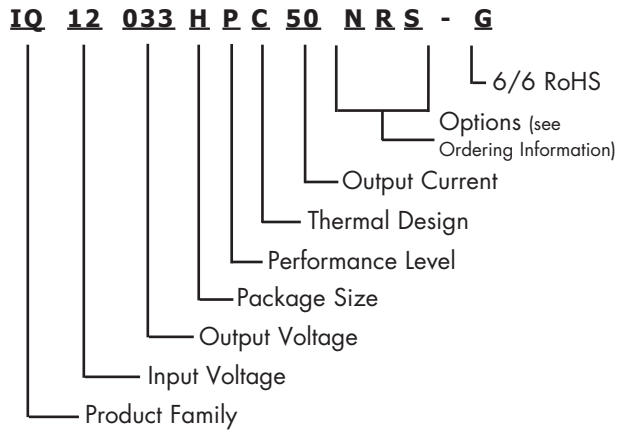 IQ 12 033 H P C 50 N R S - G
6/6 RoHS
Options (see
Ordering Information)
Output Current
Thermal Design
Performance Level
Package Size
Output Voltage
Input Voltage
Product Family